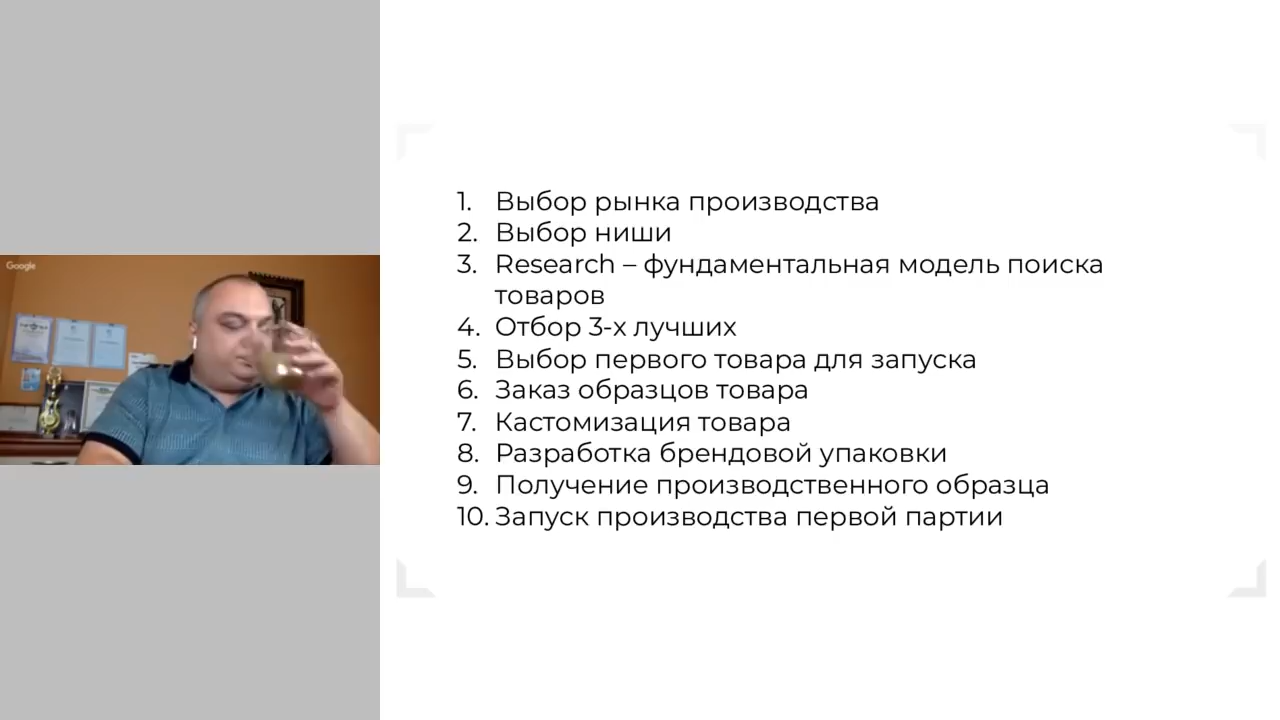 Google
1. Выбор рынка производства
2. Выбор ниши
3. Research – фундаментальная модель поиска
товаров
4. Отбор 3-х лучших
5. Выбор первого товара для запуска
6. Заказ образцов товара
7. Кастомизация товара
8. Разработка брендовой упаковки
9. Получение производственного образца
10. Запуск производства первой партии